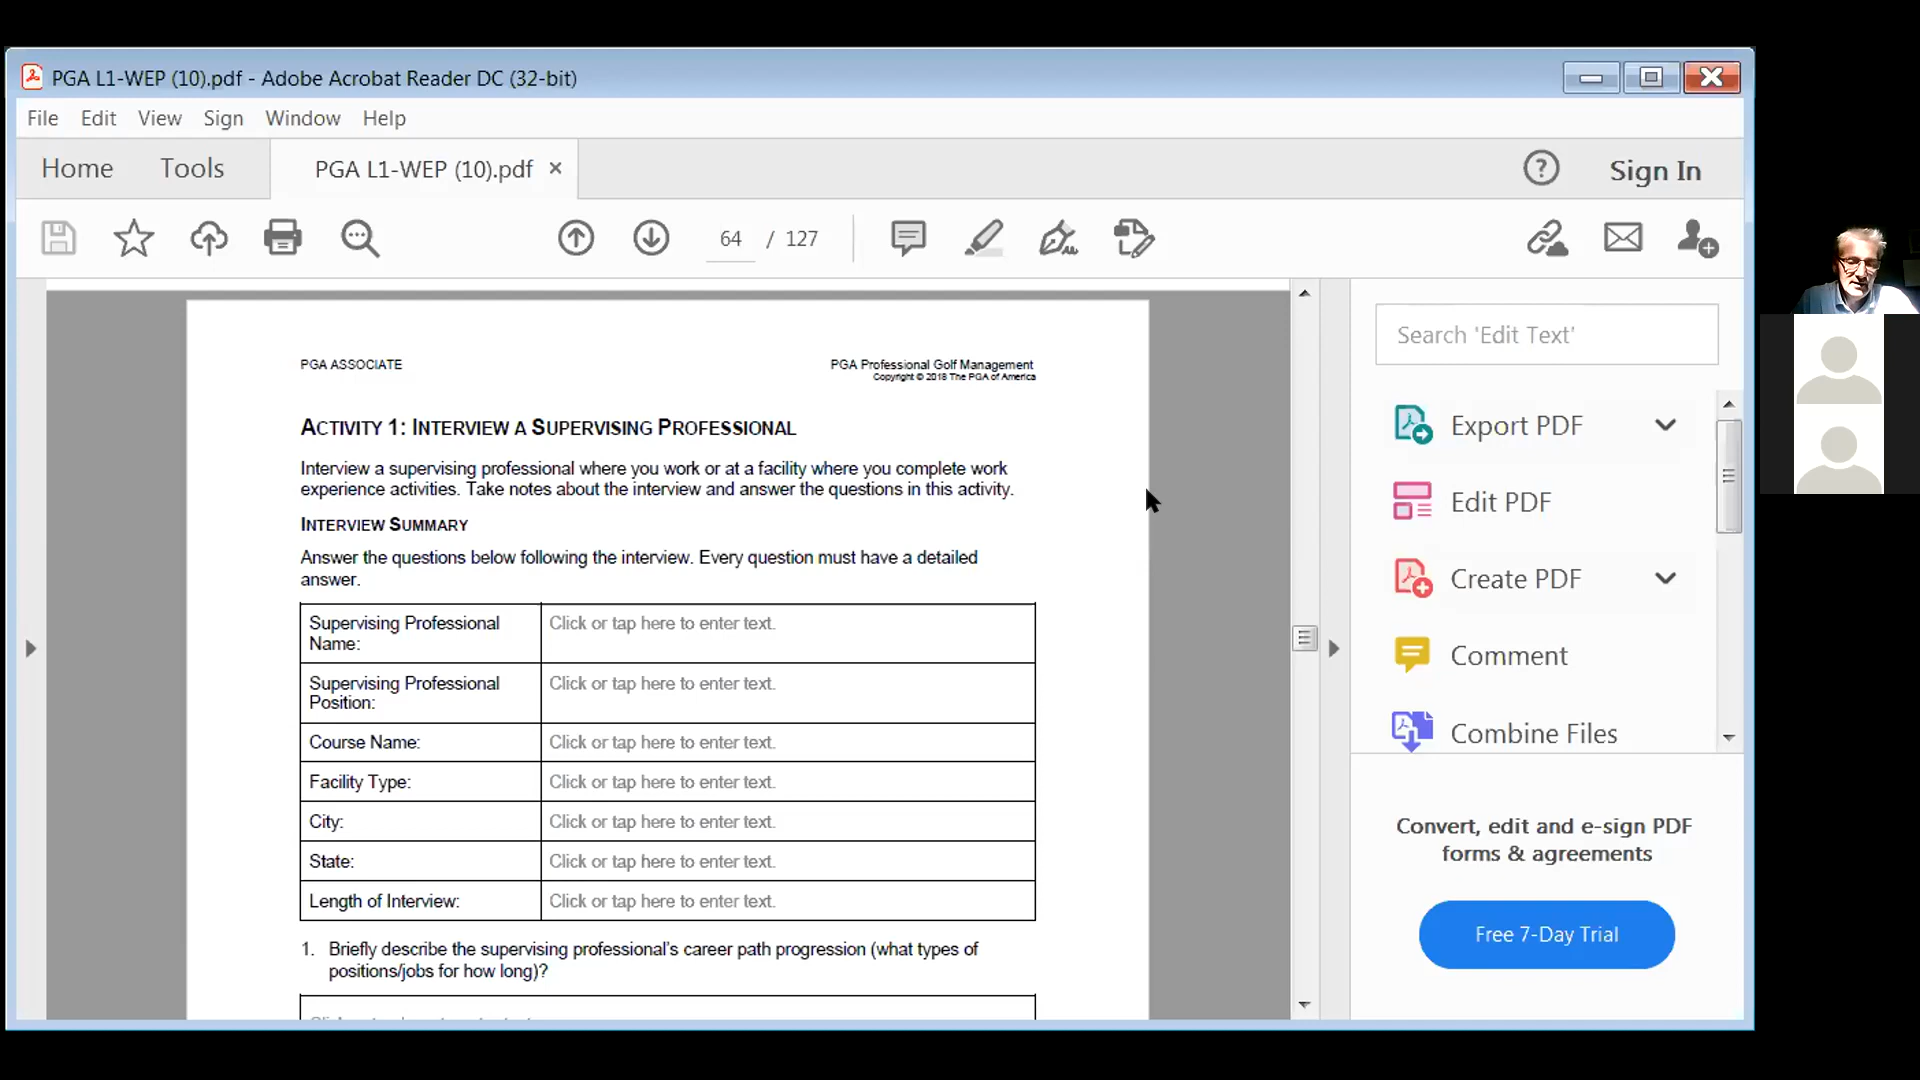 PGA L1-WEP (10).pdf - Adobe Acrobat Reader DC (32-bit)
File Edit View Sign Window Help
Home Tools PGA L1-WEP (10).pdf × Sign In
64 / 127
Search 'Edit Text'
PGA ASSOCIATE PGA Professional Golf Management
Copyright © 2018 The PGA of America
ACTIVITY 1: INTERVIEW A SUPERVISING PROFESSIONAL
Interview a supervising professional where you work or at a facility where you complete work
experience activities. Take notes about the interview and answer the questions in this activity.
INTERVIEW SUMMARY
Answer the questions below following the interview. Every question must have a detailed
answer.
Supervising Professional
Name:
Click or tap here to enter text.
Supervising Professional
Position:
Click or tap here to enter text.
Course Name: Click or tap here to enter text.
Facility Type: Click or tap here to enter text.
City: Click or tap here to enter text.
State: Click or tap here to enter text.
Length of Interview: Click or tap here to enter text.
1. Briefly describe the supervising professional's career path progression (what types of
positions/jobs for how long)?
Export PDF
Edit PDF
Create PDF
Comment
Combine Files
Convert, edit and e-sign PDF
forms & agreements
Free 7-Day Trial